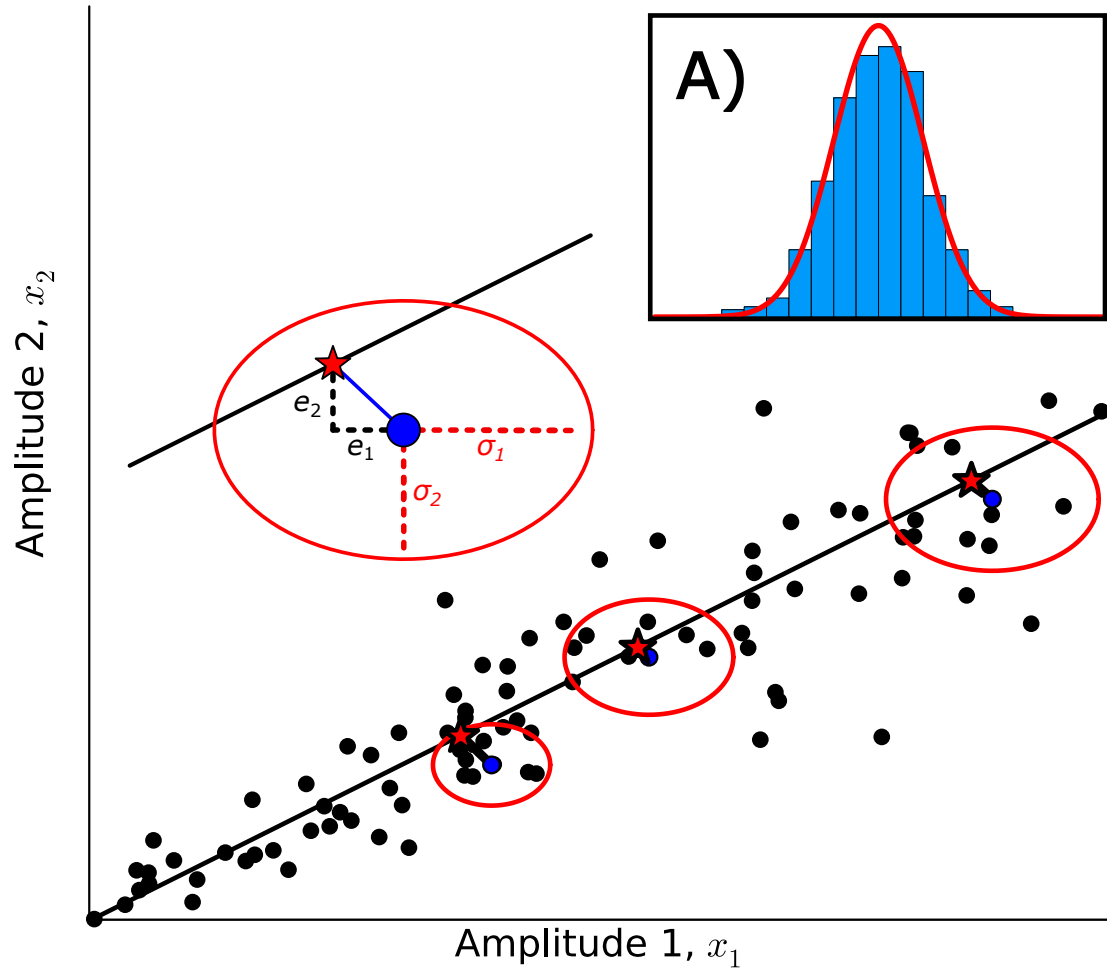 A)
Amplitude 2, x₂
e₂
e₁
σ₁
σ₂
Amplitude 1, x₁